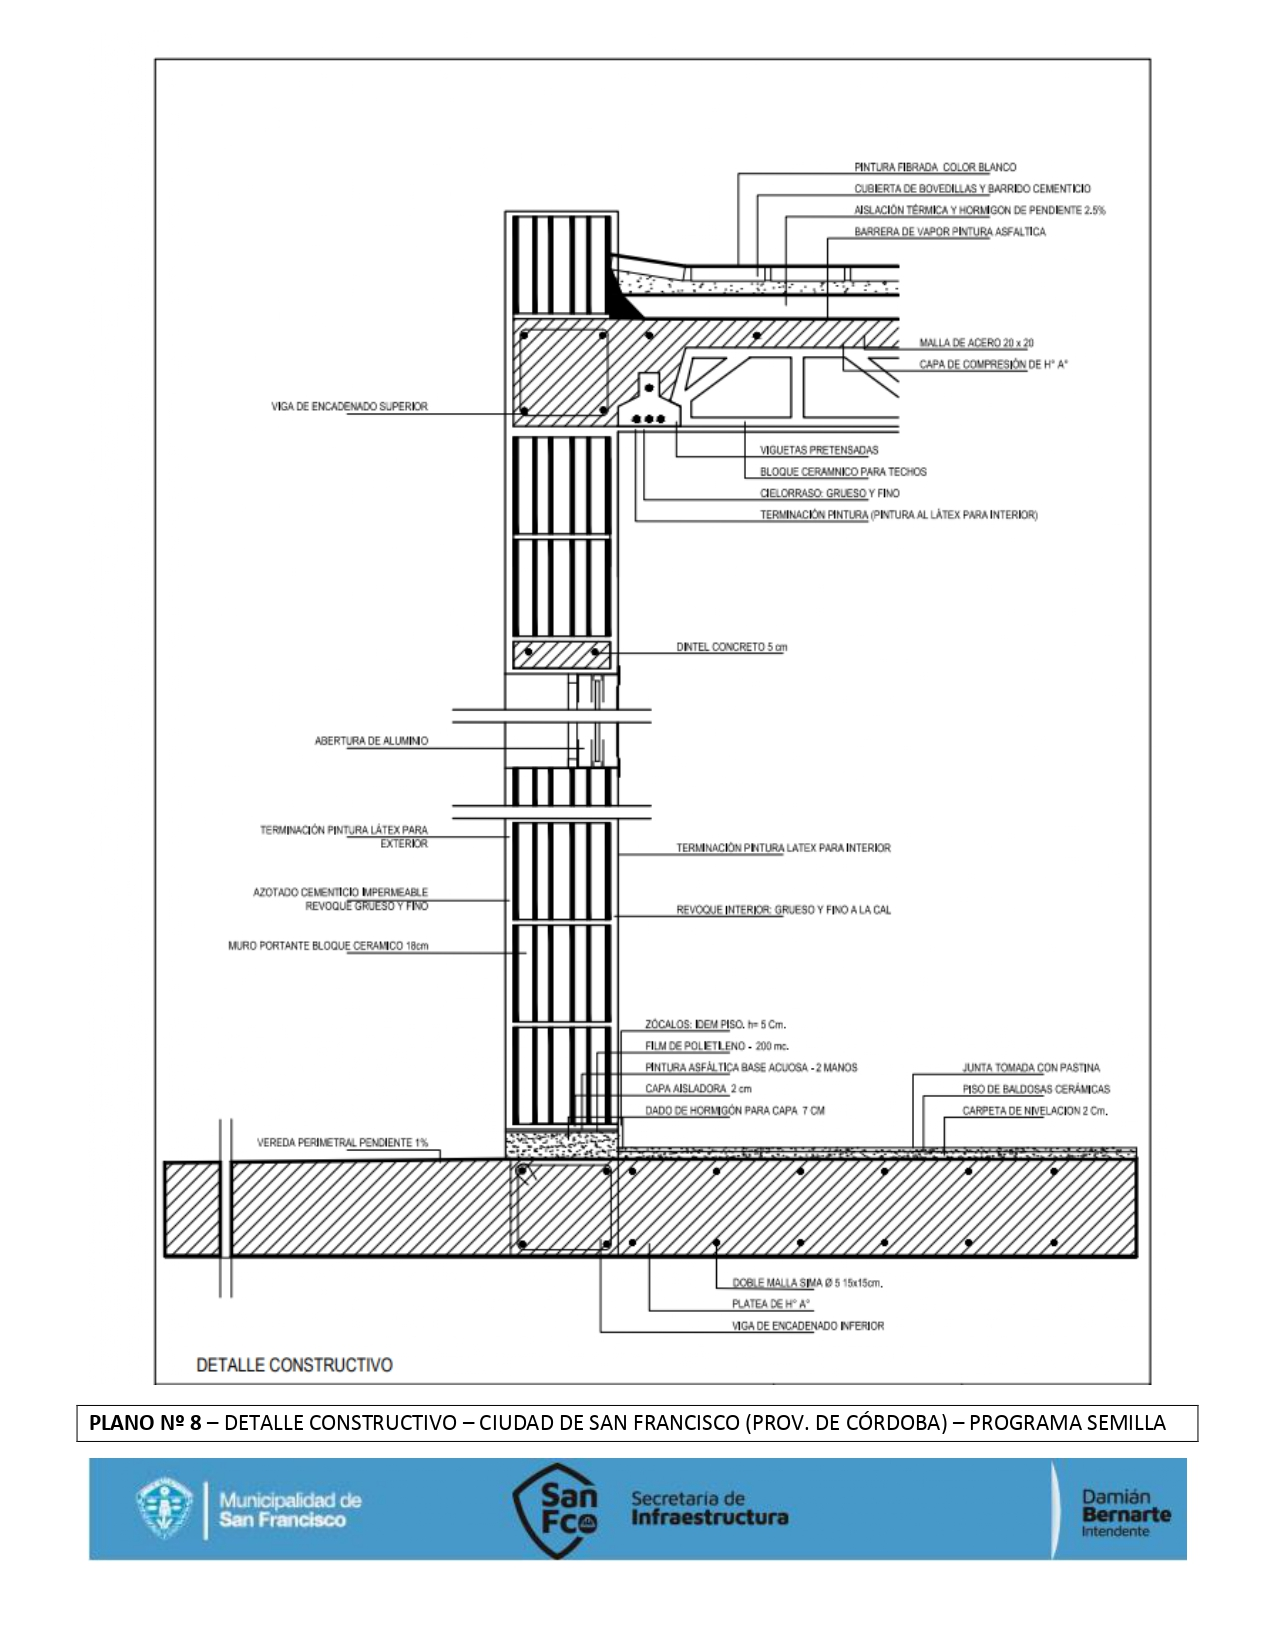 PINTURA FIBRADA COLOR BLANCO
CUBIERTA DE BOVEDILLAS Y BARRIDO CEMENTICIO
AISLACIÓN TÉRMICA Y HORMIGON DE PENDIENTE 2.5%
BARRERA DE VAPOR PINTURA ASFALTICA
MALLA DE ACERO 20 x 20
CAPA DE COMPRESIÓN DE H° A°
VIGA DE ENCADENADO SUPERIOR
VIGUETAS PRETENSADAS
BLOQUE CERAMNICO PARA TECHOS
CIELORRASO: GRUESO Y FINO
TERMINACIÓN PINTURA (PINTURA AL LÁTEX PARA INTERIOR)
DINTEL CONCRETO 5 cm
ABERTURA DE ALUMINIO
TERMINACIÓN PINTURA LÁTEX PARA
EXTERIOR
TERMINACIÓN PINTURA LATEX PARA INTERIOR
AZOTADO CEMENTICIO IMPERMEABLE
REVOQUE GRUESO Y FINO
REVOQUE INTERIOR: GRUESO Y FINO A LA CAL
MURO PORTANTE BLOQUE CERAMICO 18cm
ZÓCALOS: IDEM PISO. h= 5 Cm.
FILM DE POLIETILENO - 200 mc.
PINTURA ASFÁLTICA BASE ACUOSA - 2 MANOS
CAPA AISLADORA 2 cm
DADO DE HORMIGÓN PARA CAPA 7 CM
JUNTA TOMADA CON PASTINA
PISO DE BALDOSAS CERÁMICAS
CARPETA DE NIVELACION 2 Cm.
VEREDA PERIMETRAL PENDIENTE 1%
DOBLE MALLA SIMA Ø 5 15x15cm.
PLATEA DE H° A°
VIGA DE ENCADENADO INFERIOR
DETALLE CONSTRUCTIVO
PLANO Nº 8 – DETALLE CONSTRUCTIVO – CIUDAD DE SAN FRANCISCO (PROV. DE CÓRDOBA) – PROGRAMA SEMILLA
Municipalidad de
San Francisco
San
Fco
Secretaria de
Infraestructura
Damián
Bernarte
Intendente